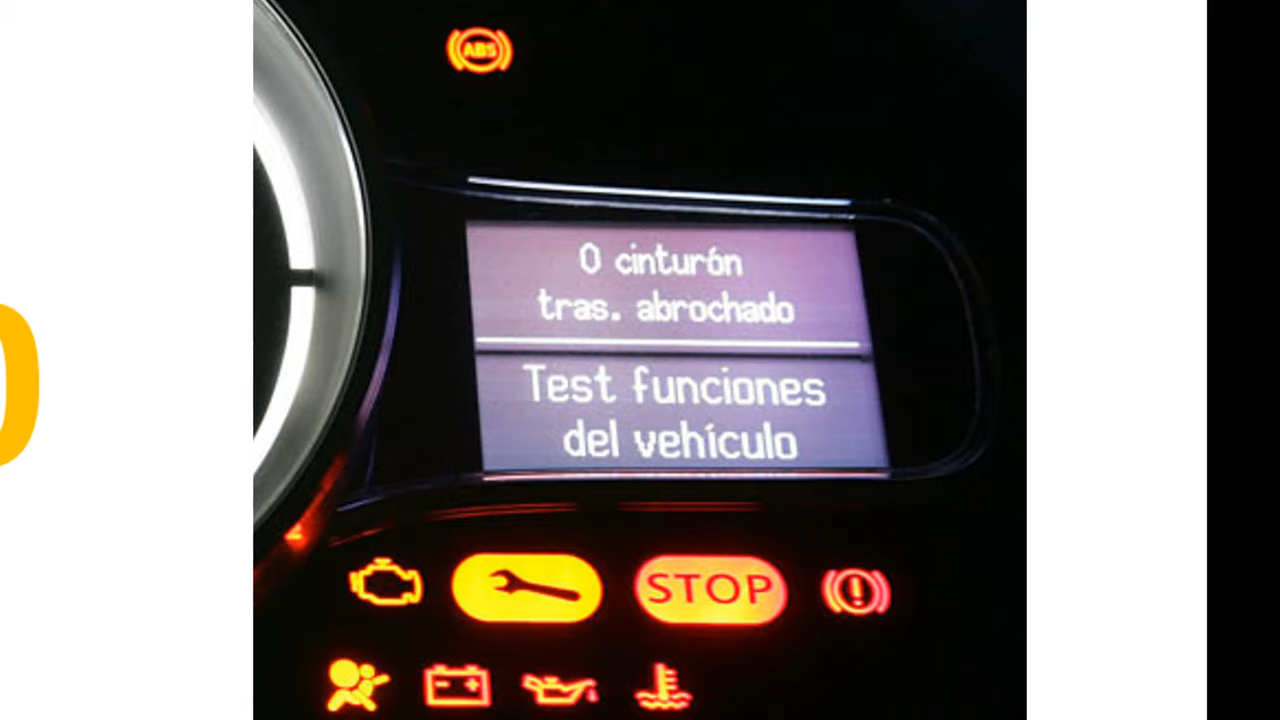 ABS
0 cinturón
tras. abrochado
Test funciones
del vehículo
STOP